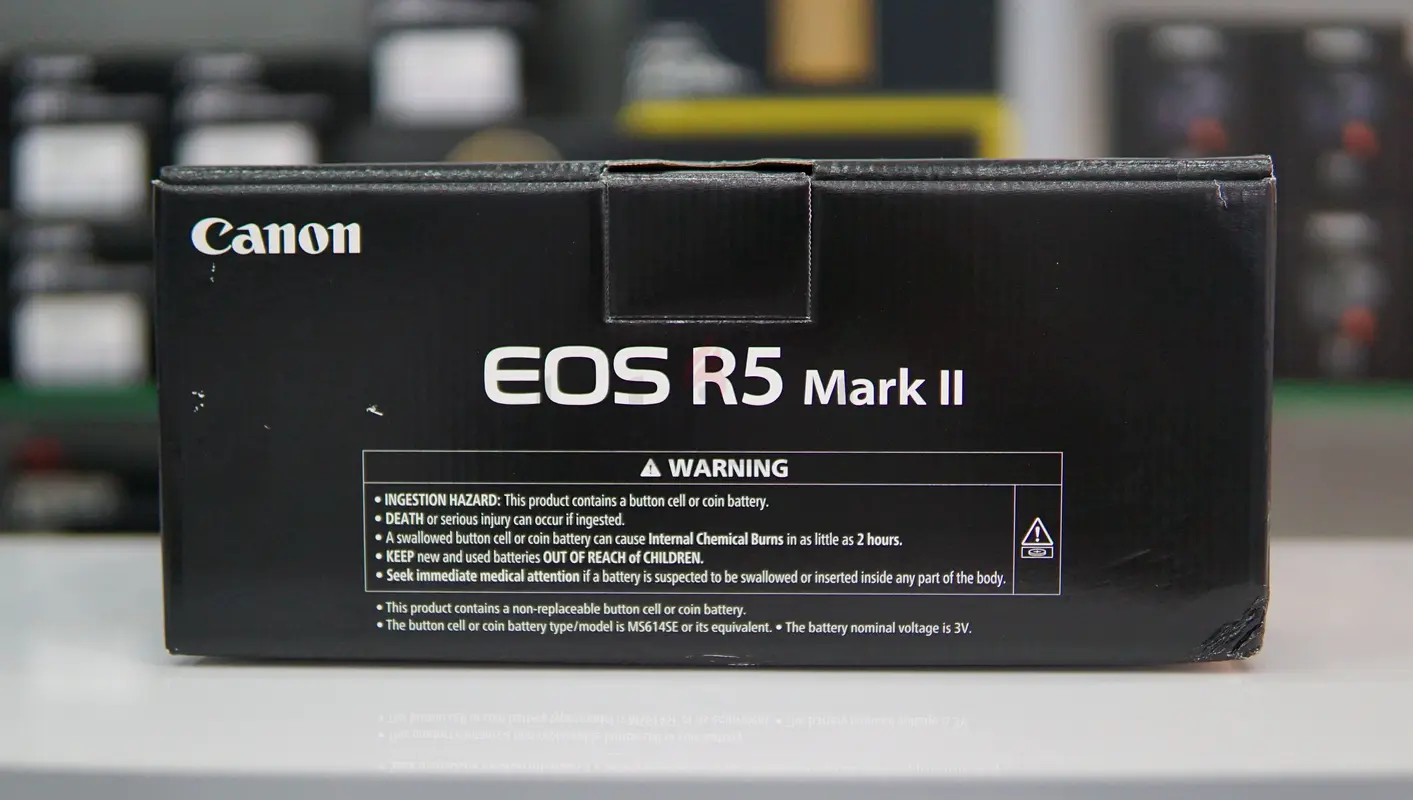 Canon
EOS R5 Mark II
⚠ WARNING
• INGESTION HAZARD: This product contains a button cell or coin battery.
• DEATH or serious injury can occur if ingested.
• A swallowed button cell or coin battery can cause Internal Chemical Burns in as little as 2 hours.
• KEEP new and used batteries OUT OF REACH of CHILDREN.
• Seek immediate medical attention if a battery is suspected to be swallowed or inserted inside any part of the body.
• This product contains a non-replaceable button cell or coin battery.
• The button cell or coin battery type/model is MS614SE or its equivalent. • The battery nominal voltage is 3V.